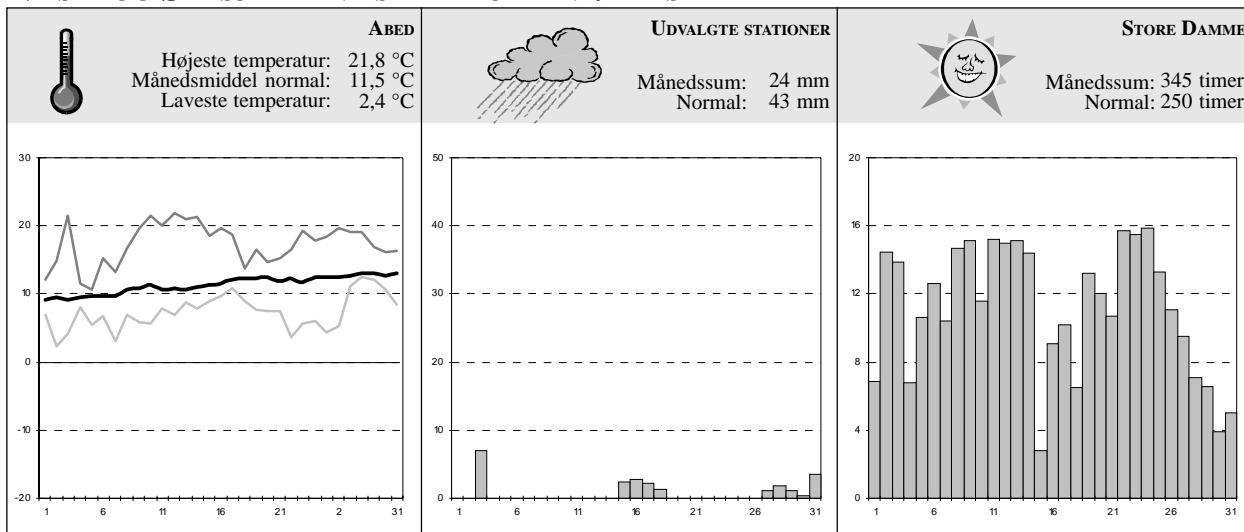 ABED
Højeste temperatur: 21,8 °C
Månedsmiddel normal: 11,5 °C
Laveste temperatur: 2,4 °C
UDVALGTE STATIONER
Månedssum: 24 mm
Normal: 43 mm
STORE DAMME
Månedssum: 345 timer
Normal: 250 timer
30
20
10
0
-10
-20
1 6 11 16 21 2 31
50
40
30
20
10
0
1 6 11 16 21 26 31
20
16
12
8
4
0
1 6 11 16 21 26 31